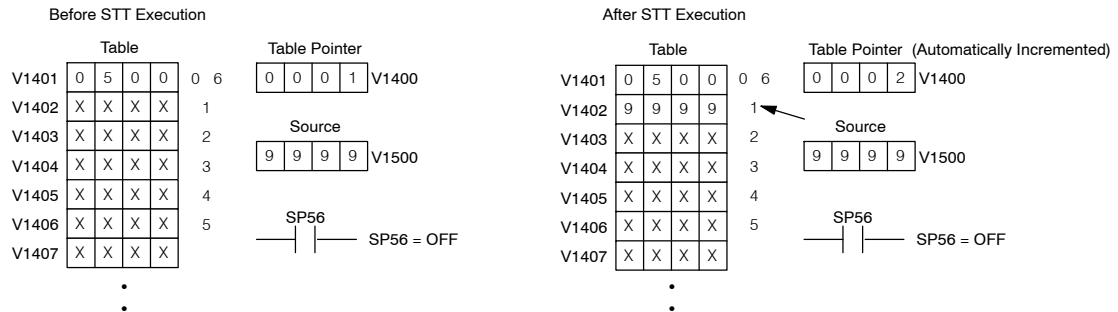 Before STT Execution
Table
Table Pointer
V1401 0 5 0 0 0 6
0 0 0 1 V1400
V1402 X X X X 1
V1403 X X X X 2
Source
V1404 X X X X 3
9 9 9 9 V1500
V1405 X X X X 4
V1406 X X X X 5
SP56
SP56 = OFF
V1407 X X X X
After STT Execution
Table
Table Pointer (Automatically Incremented)
V1401 0 5 0 0 0 6
0 0 0 2 V1400
V1402 9 9 9 9 1
V1403 X X X X 2
Source
V1404 X X X X 3
9 9 9 9 V1500
V1405 X X X X 4
V1406 X X X X 5
SP56
SP56 = OFF
V1407 X X X X